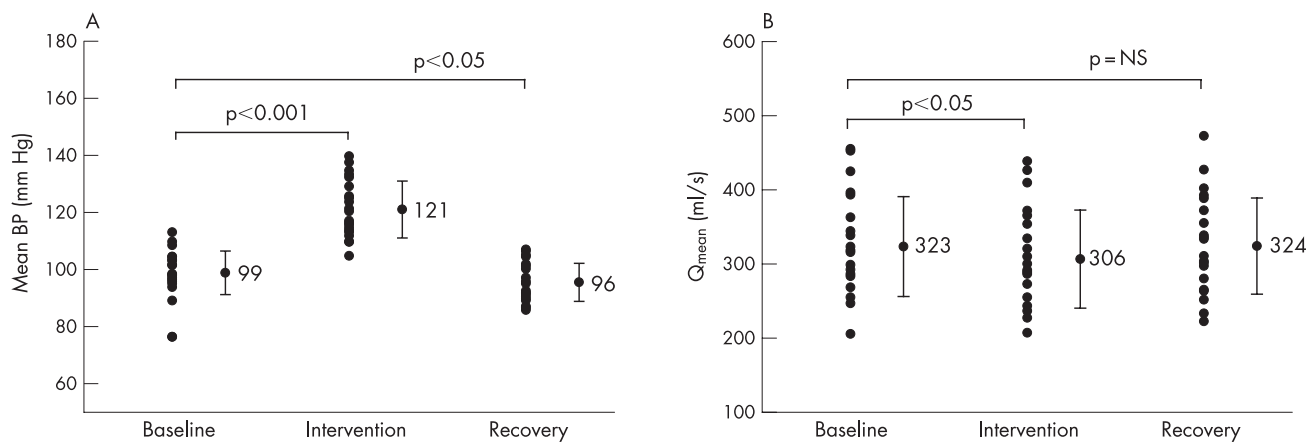 A
Mean BP (mm Hg)
180
160
140
120
100
80
60
p<0.05
p<0.001
99
121
96
Baseline Intervention Recovery
B
Qmean (ml/s)
600
500
400
300
200
100
p=NS
p<0.05
323
306
324
Baseline Intervention Recovery